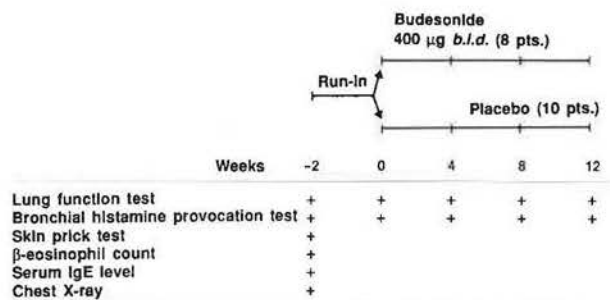 Budesonide
400 µg b.i.d. (8 pts.)
Run-in
Placebo (10 pts.)
Weeks -2 0 4 8 12
Lung function test + + + + +
Bronchial histamine provocation test + + + + +
Skin prick test +
β-eosinophil count +
Serum IgE level +
Chest X-ray +